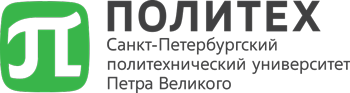 ПОЛИТЕХ
Санкт-Петербургский
политехнический университет
Петра Великого